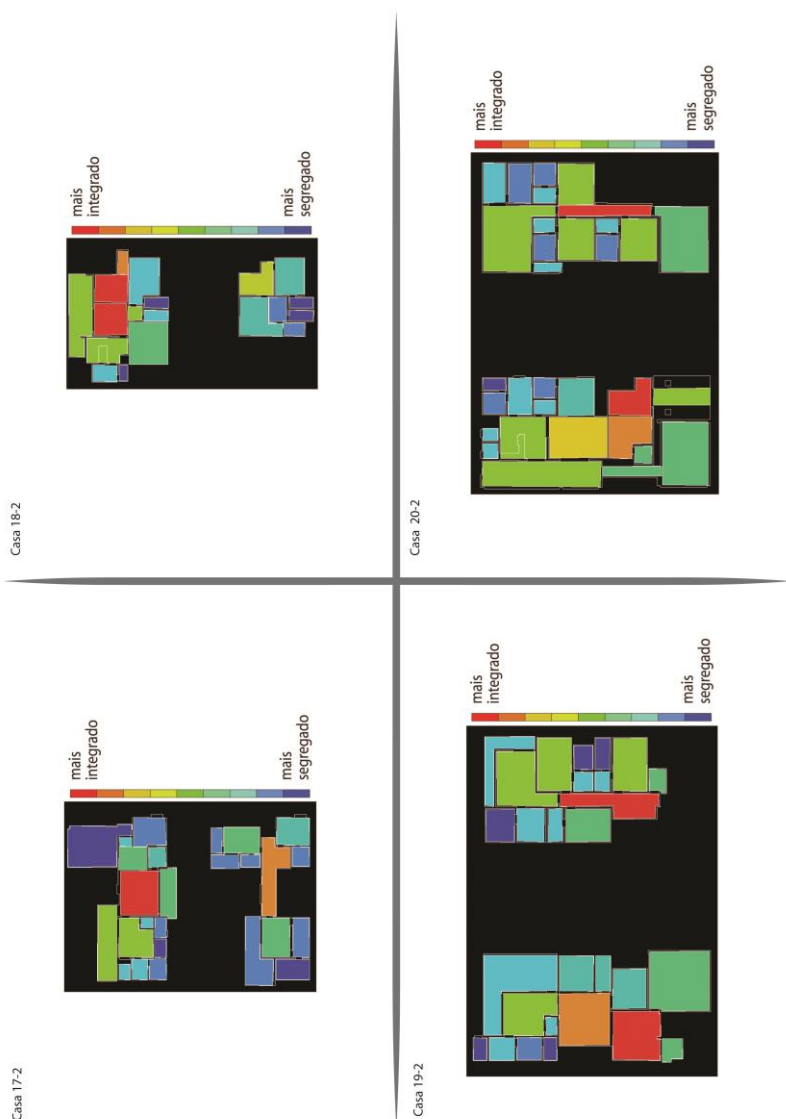 Casa 18-2
mais
integrado
mais
segregado
Casa 20-2
mais
integrado
mais
segregado
Casa 17-2
mais
integrado
mais
segregado
Casa 19-2
mais
integrado
mais
segregado